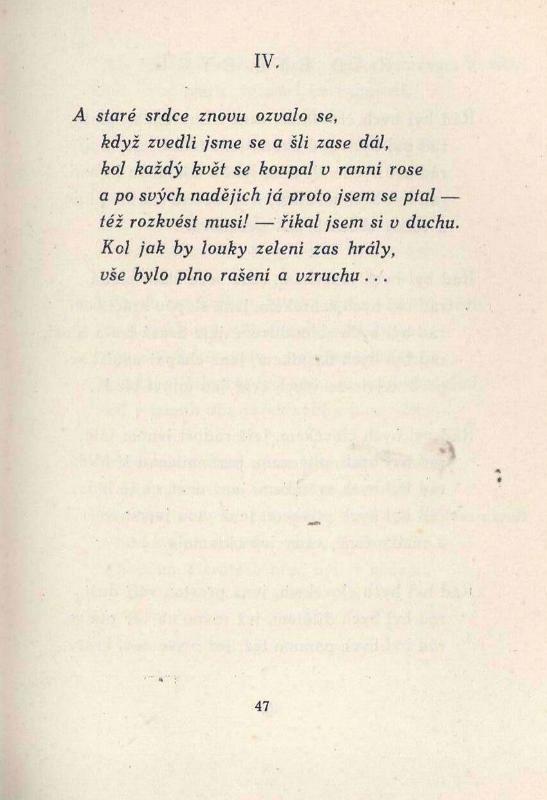 IV.
A staré srdce znovu ozvalo se,
když zvedli jsme se a šli zase dál,
kol každý květ se koupal v ranní rose
a po svých nadějích já proto jsem se ptal —
též rozkvést musí! — říkal jsem si v duchu.
Kol jak by louky zelení zas hrály,
vše bylo plno rašení a vzruchu . . .
47